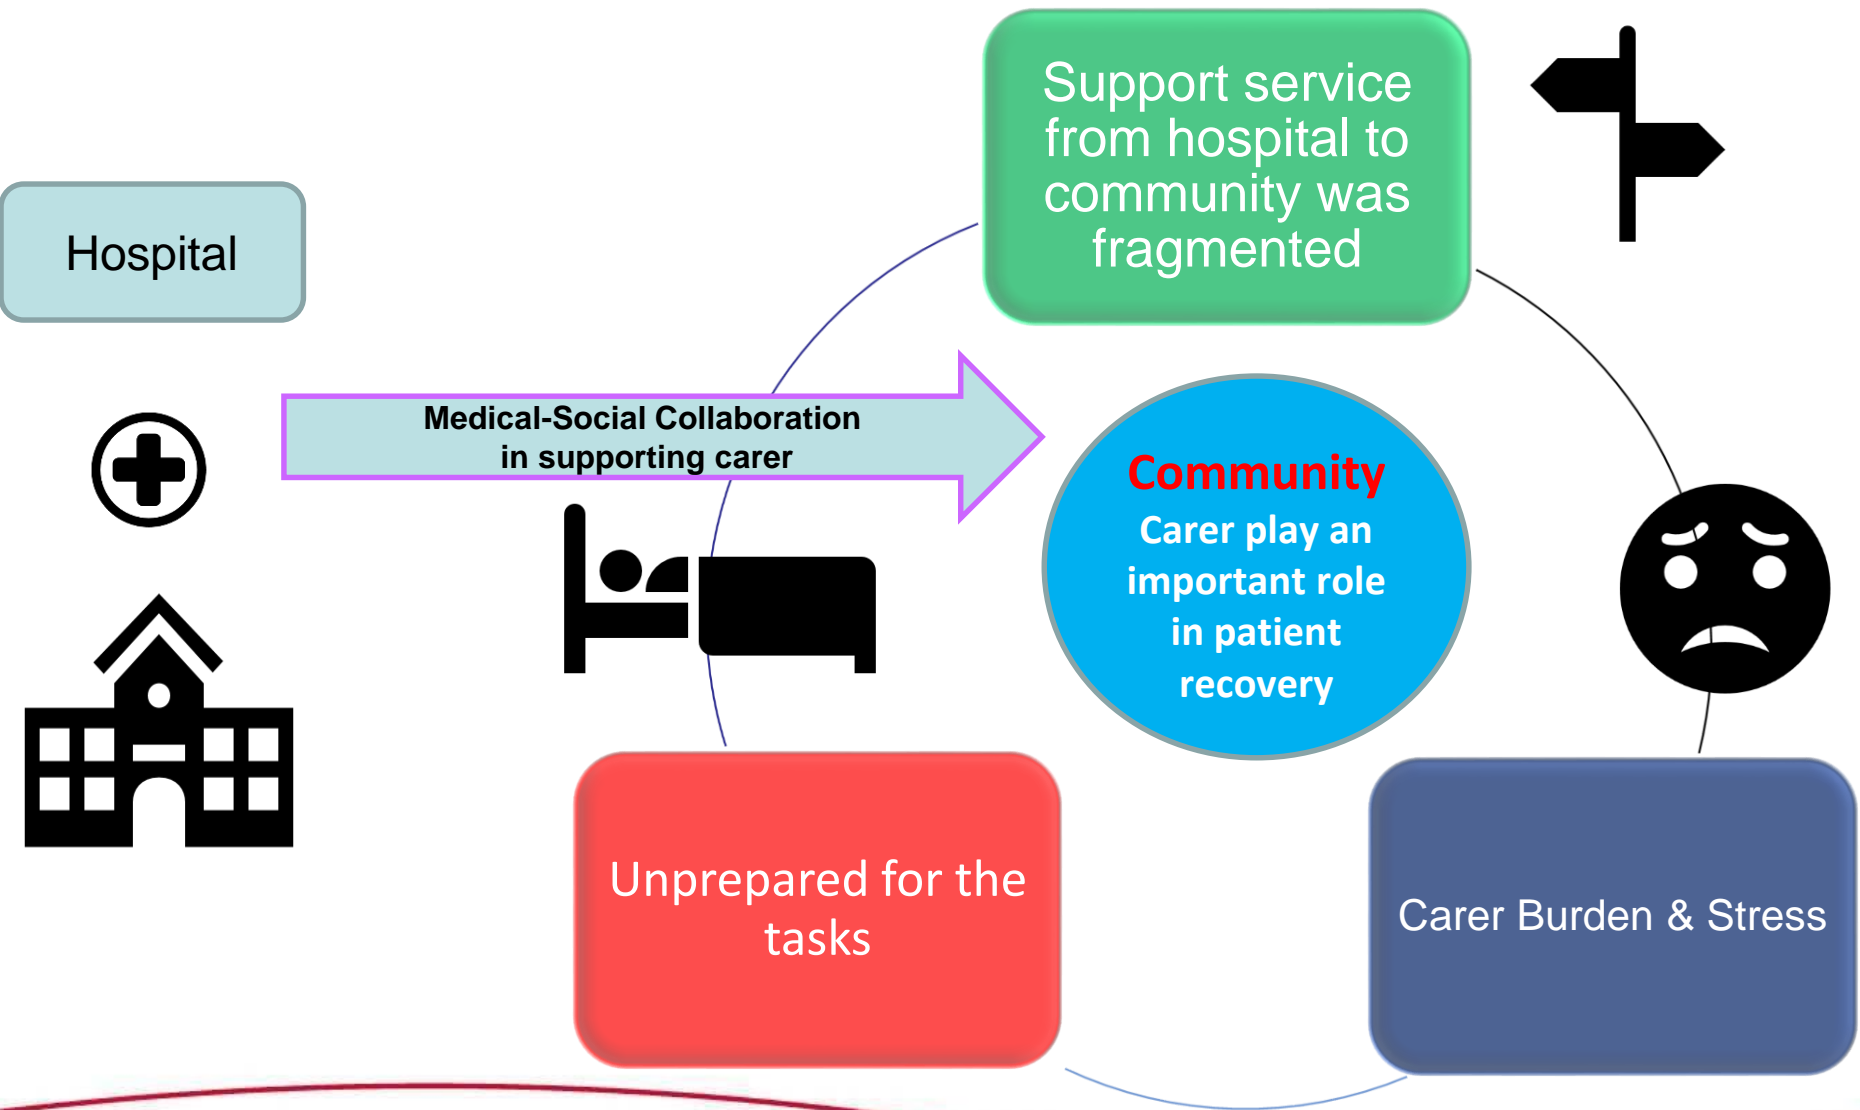 Support service
from hospital to
community was
fragmented
Hospital
Medical-Social Collaboration
in supporting carer
Community
Carer play an
important role
in patient
recovery
Unprepared for the
tasks
Carer Burden & Stress